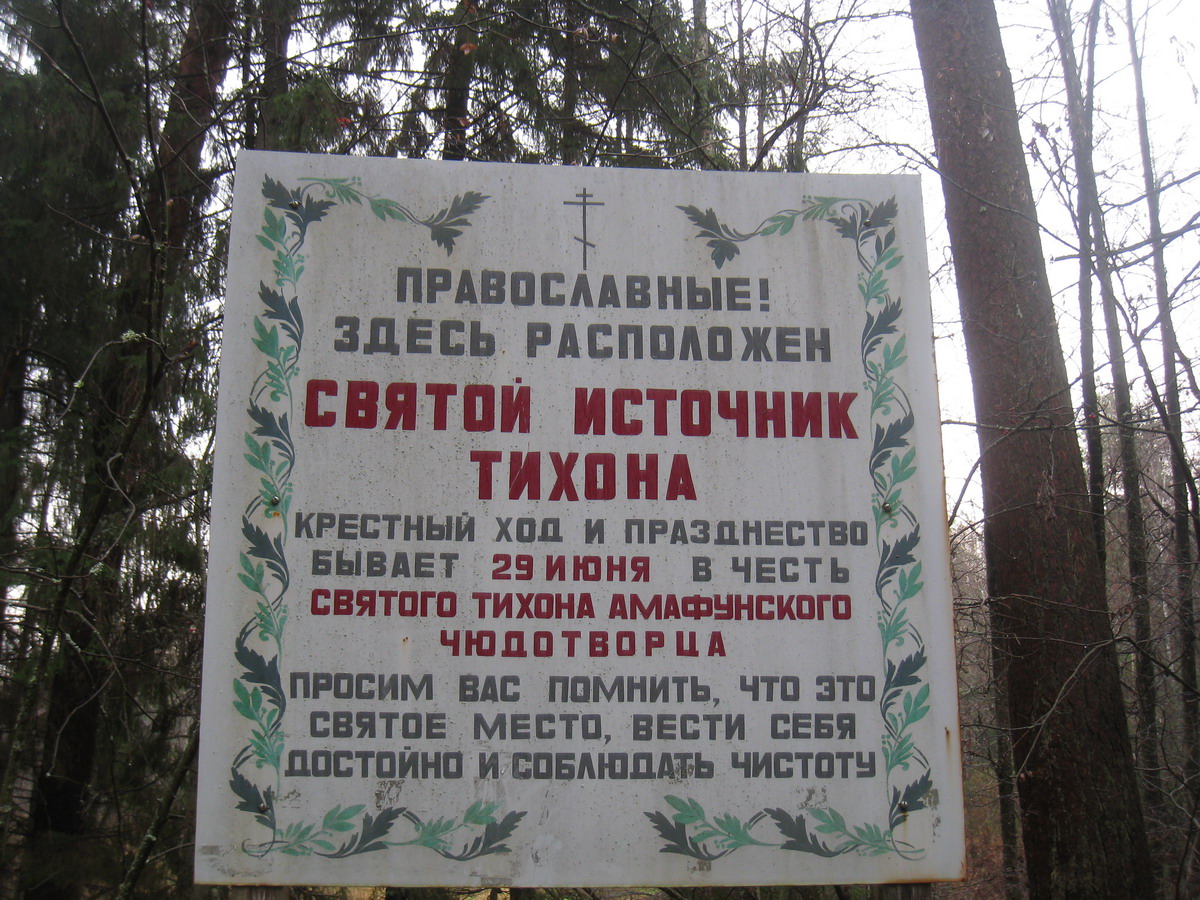 ПРАВОСЛАВНЫЕ!
ЗДЕСЬ РАСПОЛОЖЕН
СВЯТОЙ ИСТОЧНИК
ТИХОНА
КРЕСТНЫЙ ХОД И ПРАЗДНЕСТВО
БЫВАЕТ 29 ИЮНЯ В ЧЕСТЬ
СВЯТОГО ТИХОНА АМАФУНСКОГО
ЧЮДОТВОРЦА
ПРОСИМ ВАС ПОМНИТЬ, ЧТО ЭТО
СВЯТОЕ МЕСТО, ВЕСТИ СЕБЯ
ДОСТОЙНО И СОБЛЮДАТЬ ЧИСТОТУ